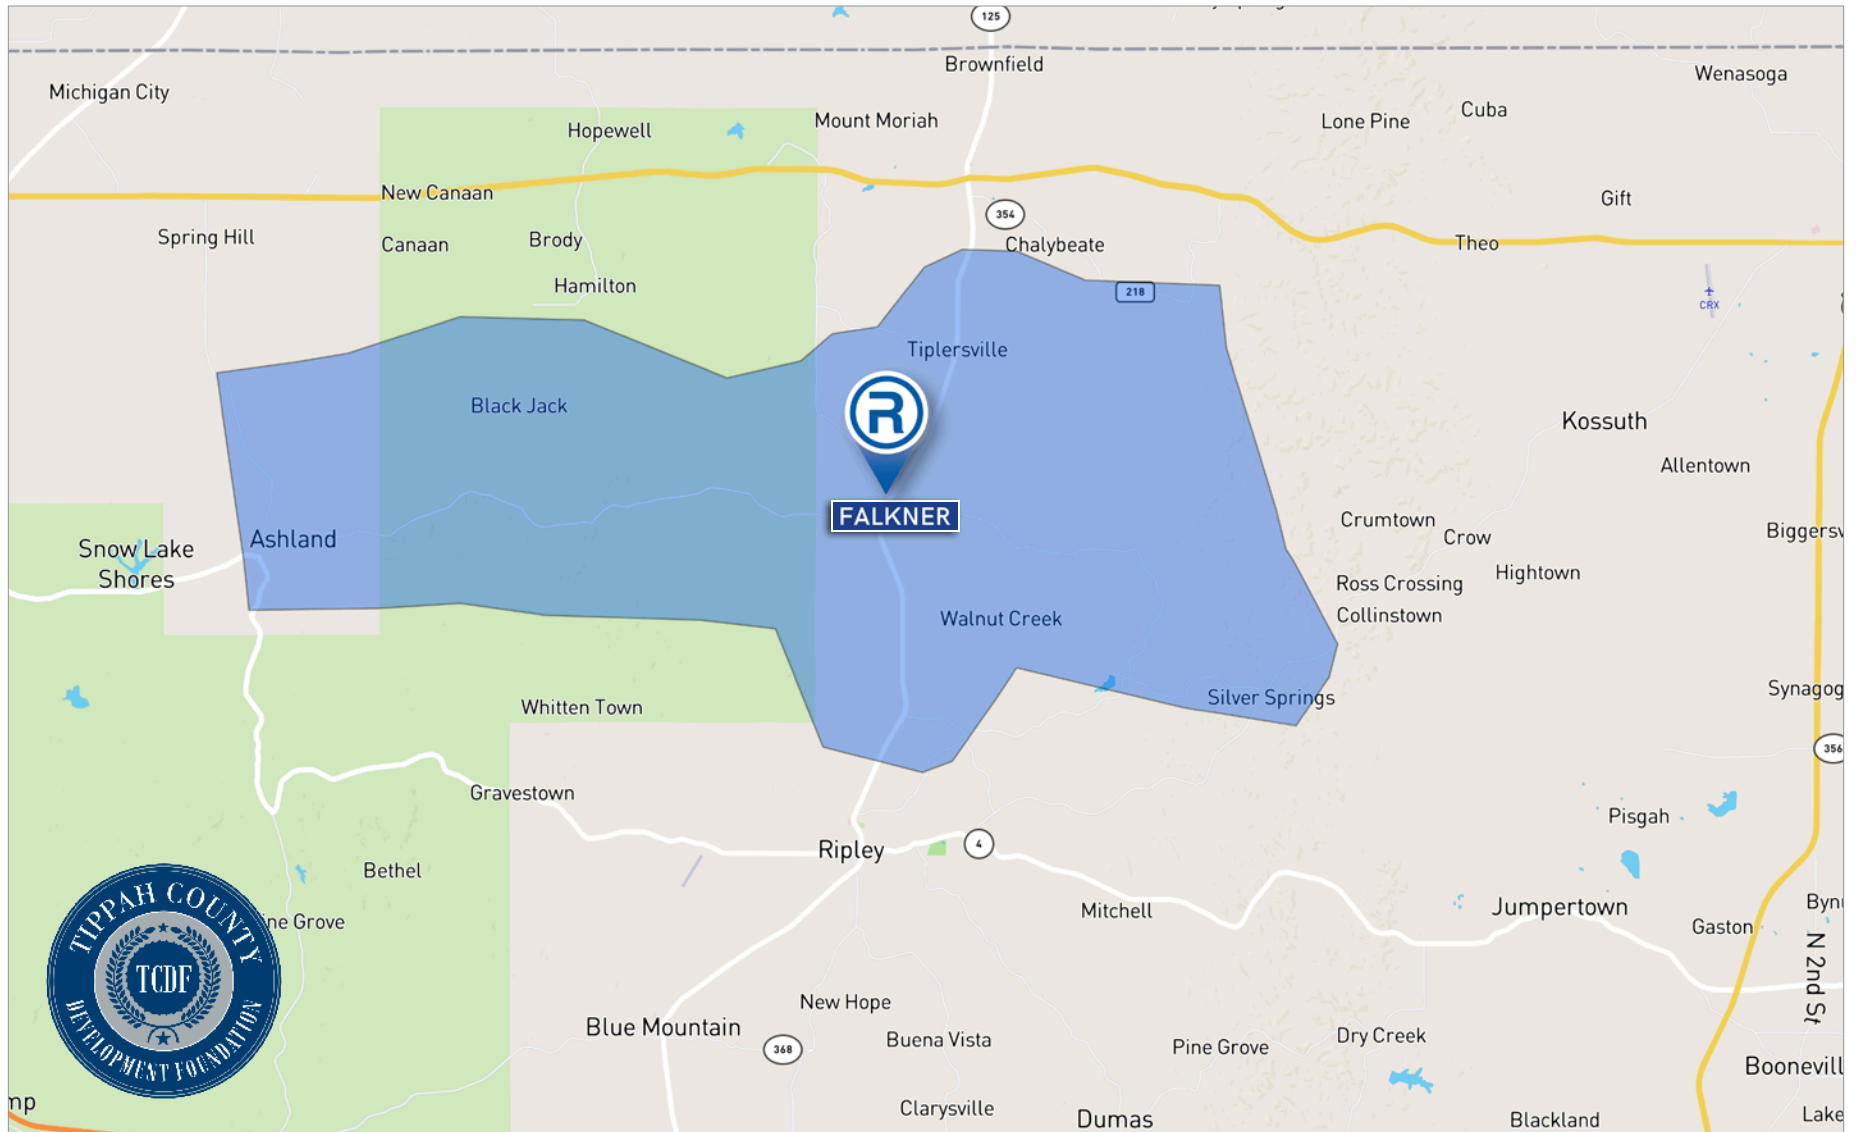 125
Brownfield
Wenasoga
Michigan City
Cuba
Mount Moriah
Lone Pine
Hopewell
New Canaan
Gift
354
Spring Hill
Canaan
Brody
Chalybeate
Theo
Hamilton
218
CRX
Tiplersville
Black Jack
R
Kossuth
Allentown
FALKNER
Crumtown
Biggersv
Ashland
Crow
Snow Lake
Shores
Hightown
Ross Crossing
Collinstown
Walnut Creek
Silver Springs
Synagog
Whitten Town
356
Gravestown
Pisgah
Ripley
4
Bethel
Mitchell
Jumpertown
Byn
ine Grove
Gaston
N 2nd St
TIPPAH COUNTY
TCDF
DEVELOPMENT FOUNDATION
New Hope
Blue Mountain
368
Buena Vista
Pine Grove
Dry Creek
Boonevill
mp
Clarysville
Dumas
Blackland
Lake